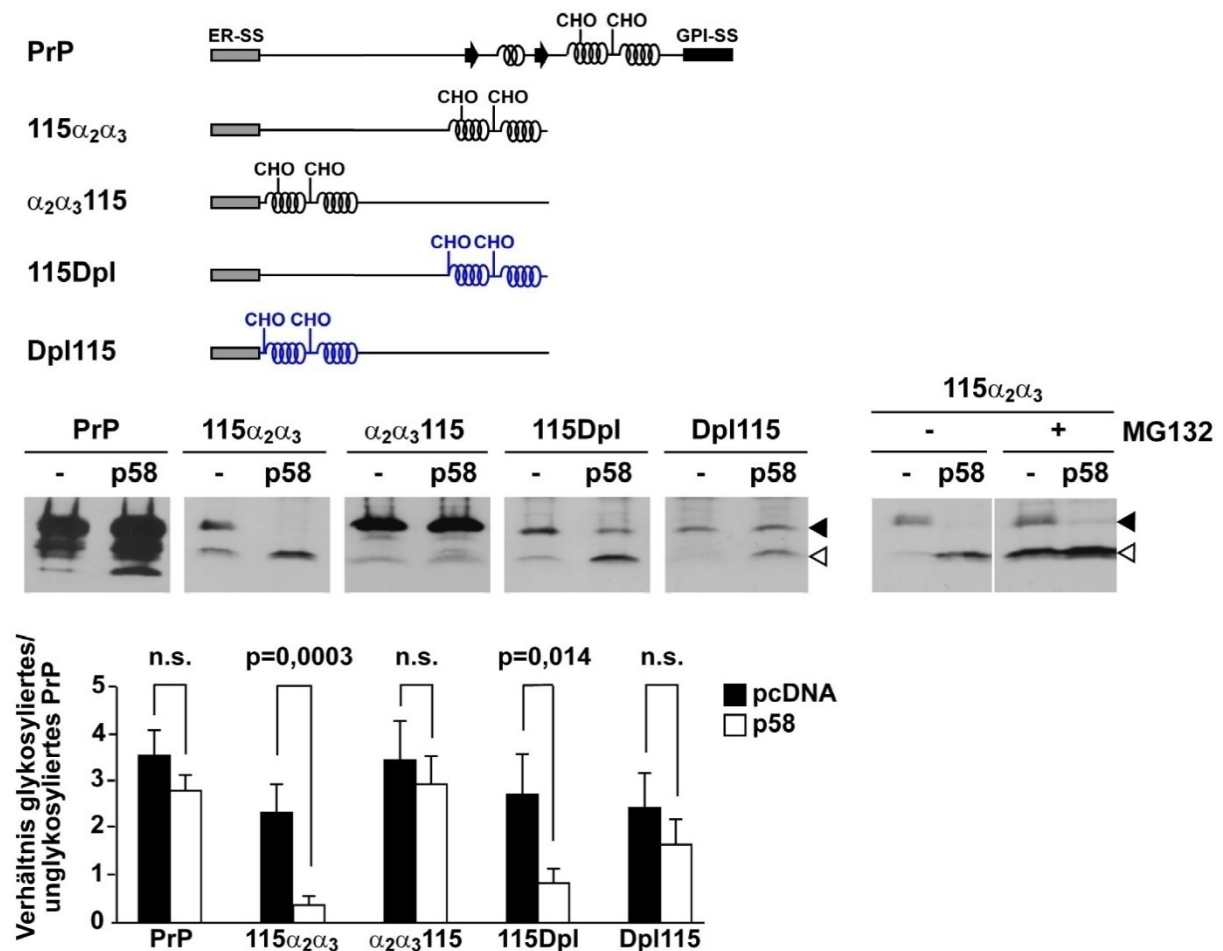 ER-SS CHO CHO GPI-SS
PrP
CHO CHO
115α₂α₃
CHO CHO
α₂α₃115
CHO CHO
115Dpl
CHO CHO
Dpl115
PrP 115α₂α₃ α₂α₃115 115Dpl Dpl115 115α₂α₃
- + MG132
- p58 - p58 - p58 - p58 - p58 - p58 - p58
Verhältnis glykosyliertes/
unglykosyliertes PrP
n.s. p=0,0003 n.s. p=0,014 n.s.
5
4
3
2
1
0
pcDNA
p58
PrP 115α₂α₃ α₂α₃115 115Dpl Dpl115